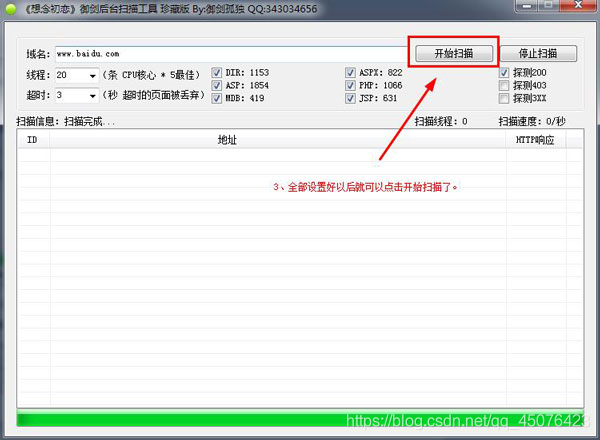 《想念初恋》御剑后台扫描工具 珍藏版 By:御剑孤独 QQ:343034656
域名: www.baidu.com 开始扫描 停止扫描
线程: 20 (条 CPU核心 * 5最佳) DIR: 1153 ASPX: 822 探测200
ASP: 1854 PHP: 1066 探测403
超时: 3 (秒 超时的页面被丢弃) MDB: 419 JSP: 631 探测3XX
扫描信息: 扫描完成... 扫描线程: 0 扫描速度: 0/秒
ID 地址 HTTP响应
3、全部设置好以后就可以点击开始扫描了。
https://blog.csdn.net/qq_45076423